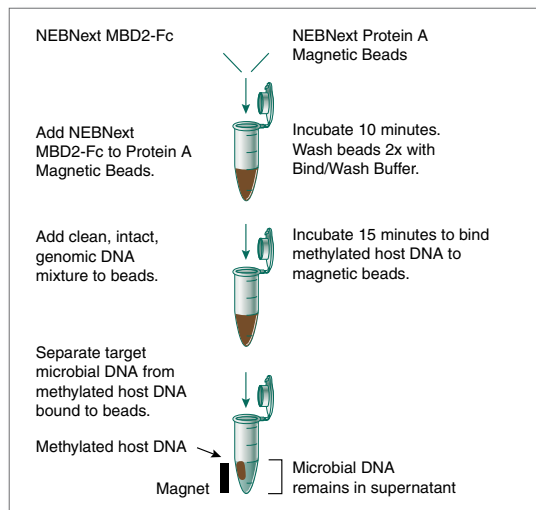 NEBNext MBD2-Fc
NEBNext Protein A
Magnetic Beads
Add NEBNext
MBD2-Fc to Protein A
Magnetic Beads.
Incubate 10 minutes.
Wash beads 2x with
Bind/Wash Buffer.
Add clean, intact,
genomic DNA
mixture to beads.
Incubate 15 minutes to bind
methylated host DNA to
magnetic beads.
Separate target
microbial DNA from
methylated host DNA
bound to beads.
Methylated host DNA
Magnet
Microbial DNA
remains in supernatant